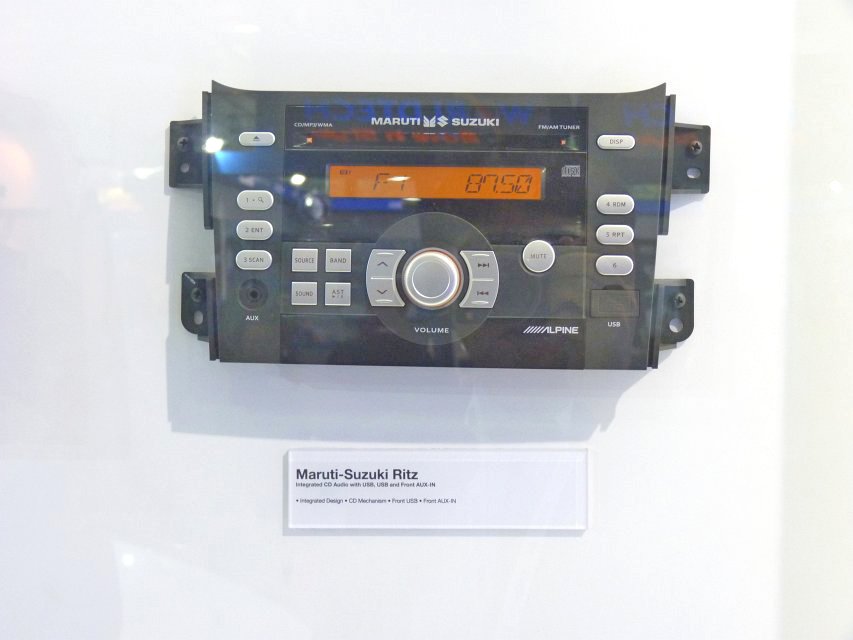 CD/MP3/WMA
MARUTI SUZUKI
FM/AM TUNER
DISP
F1 87.50
1 •
2 ENT
3 SCAN
4 RDM
5 RPT
6
SOURCE
BAND
SOUND
AST
MUTE
AUX
VOLUME
ALPINE
USB
Maruti-Suzuki Ritz
Integrated CD Audio with USB, USB and Front AUX-IN
• Integrated Design • CD Mechanism • Front USB • Front AUX-IN